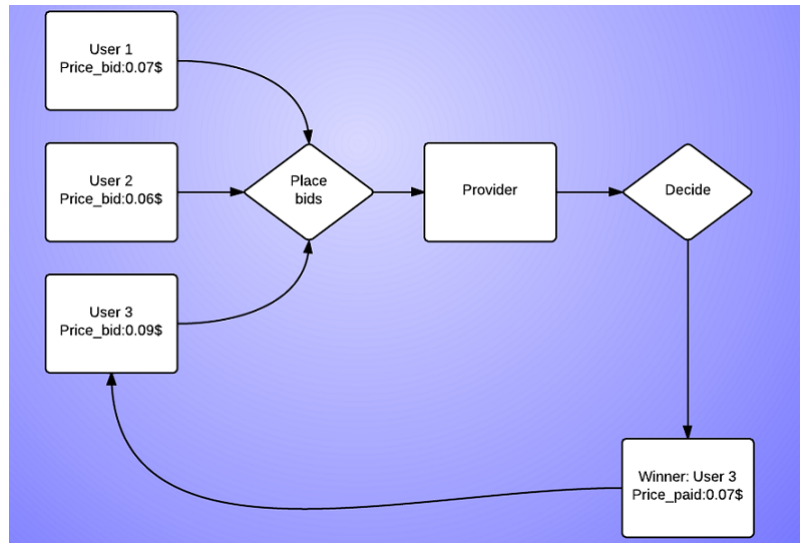 User 1
Price_bid:0.07$
User 2
Price_bid:0.06$
Place
bids
Provider
Decide
User 3
Price_bid:0.09$
Winner: User 3
Price_paid:0.07$